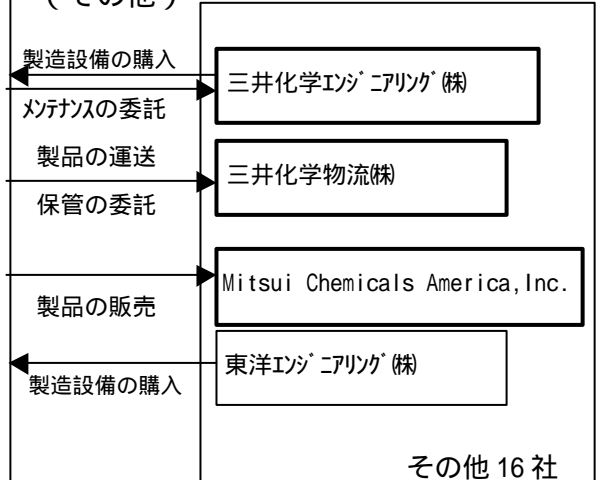 （その他）
製造設備の購入
三井化学ｴﾝｼﾞﾆｱﾘﾝｸﾞ㈱
ﾒﾝﾃﾅﾝｽの委託
製品の運送
三井化学物流㈱
保管の委託
Mitsui Chemicals America,Inc.
製品の販売
東洋ｴﾝｼﾞﾆｱﾘﾝｸﾞ㈱
製造設備の購入
その他 16 社